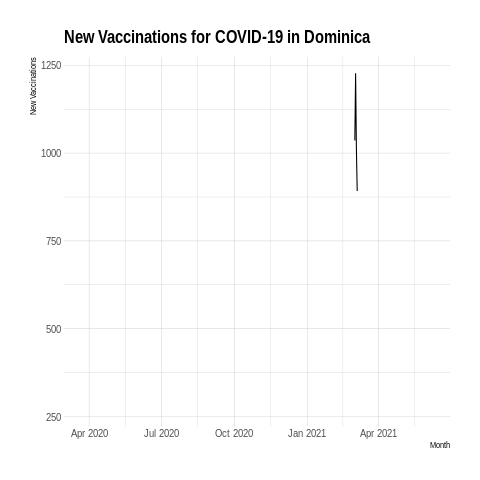 New Vaccinations for COVID-19 in Dominica
New Vaccinations
1250
1000
750
500
250
Apr 2020 Jul 2020 Oct 2020 Jan 2021 Apr 2021
Month